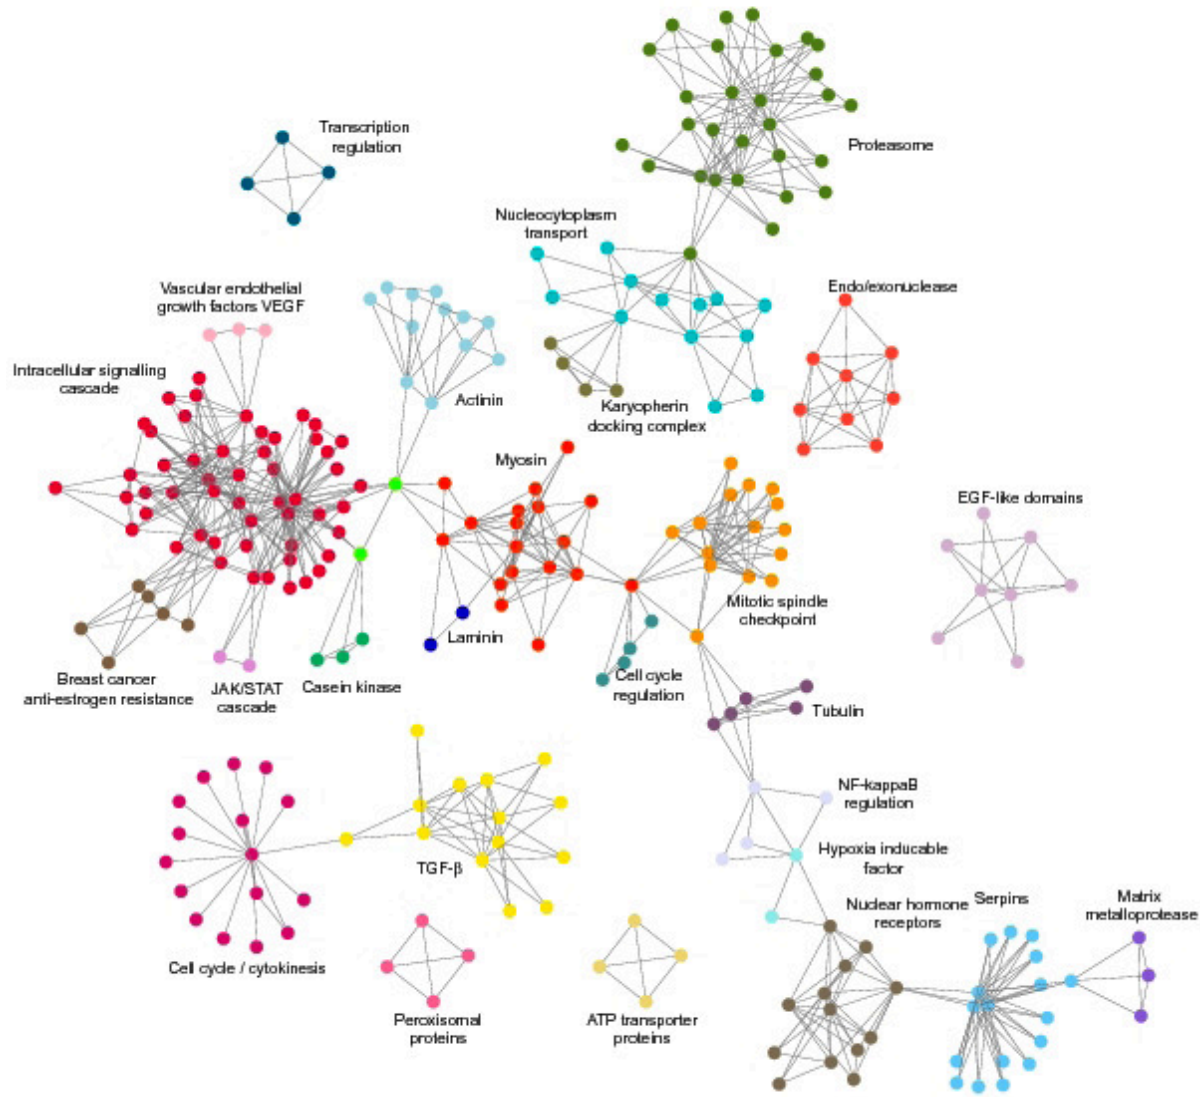 Transcription
regulation
Proteasome
Nucleocytoplasm
transport
Vascular endothelial
growth factors VEGF
Endo/exonuclease
Intracellular signalling
cascade
Actinin
Karyopherin
docking complex
Myosin
EGF-like domains
Mitotic spindle
checkpoint
Laminin
Cell cycle
regulation
Breast cancer
anti-estrogen resistance
JAK/STAT
cascade
Casein kinase
Tubulin
NF-kappaB
regulation
TGF-β
Hypoxia inducable
factor
Nuclear hormone
receptors
Serpins
Matrix
metalloprotease
Cell cycle / cytokinesis
Peroxisomal
proteins
ATP transporter
proteins